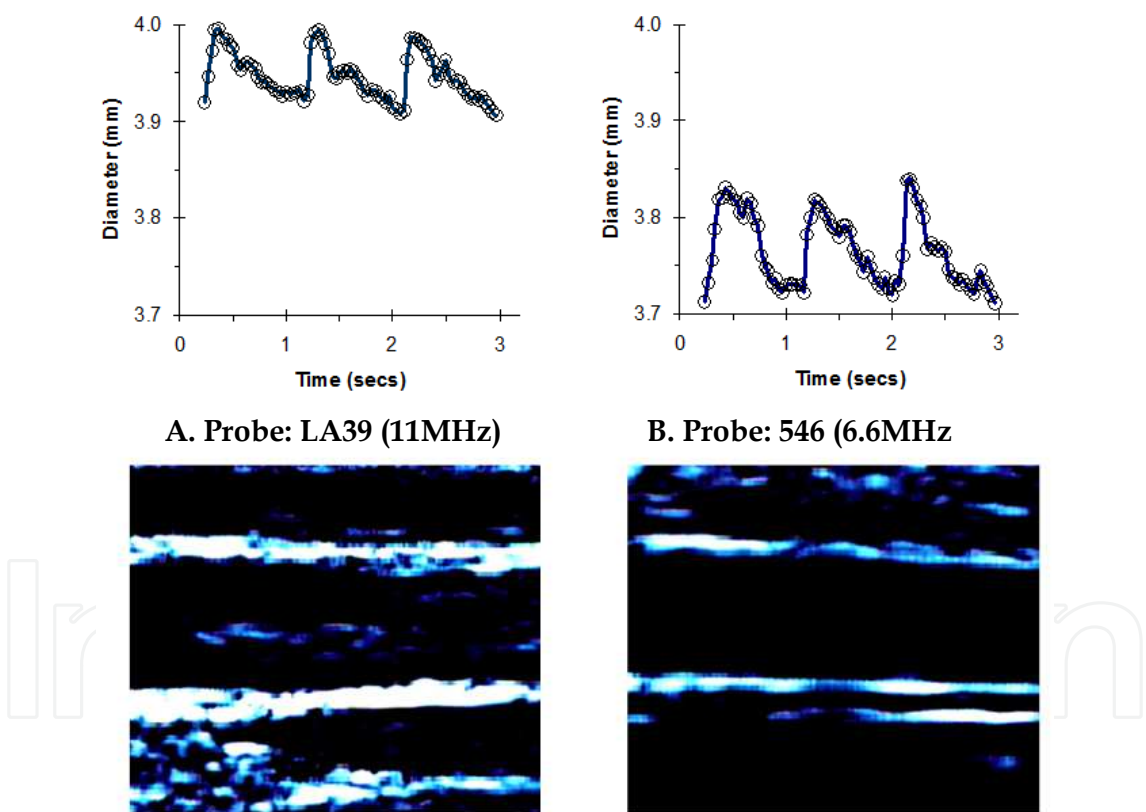 4.0
3.9
3.8
3.7
Diameter (mm)
0 1 2 3
Time (secs)
4.0
3.9
3.8
3.7
Diameter (mm)
0 1 2 3
Time (secs)
A. Probe: LA39 (11MHz)
B. Probe: 546 (6.6MHz